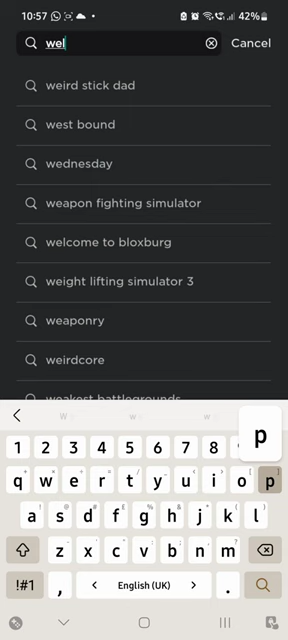 10:57 42%
wel Cancel
weird stick dad
west bound
wednesday
weapon fighting simulator
welcome to bloxburg
weight lifting simulator 3
weaponry
weirdcore
weakest battlegrounds
p
1 2 3 4 5 6 7 8
q w e r t y u i o p
a s d f g h j k l
z x c v b n m
!#1 , < English (UK) > .